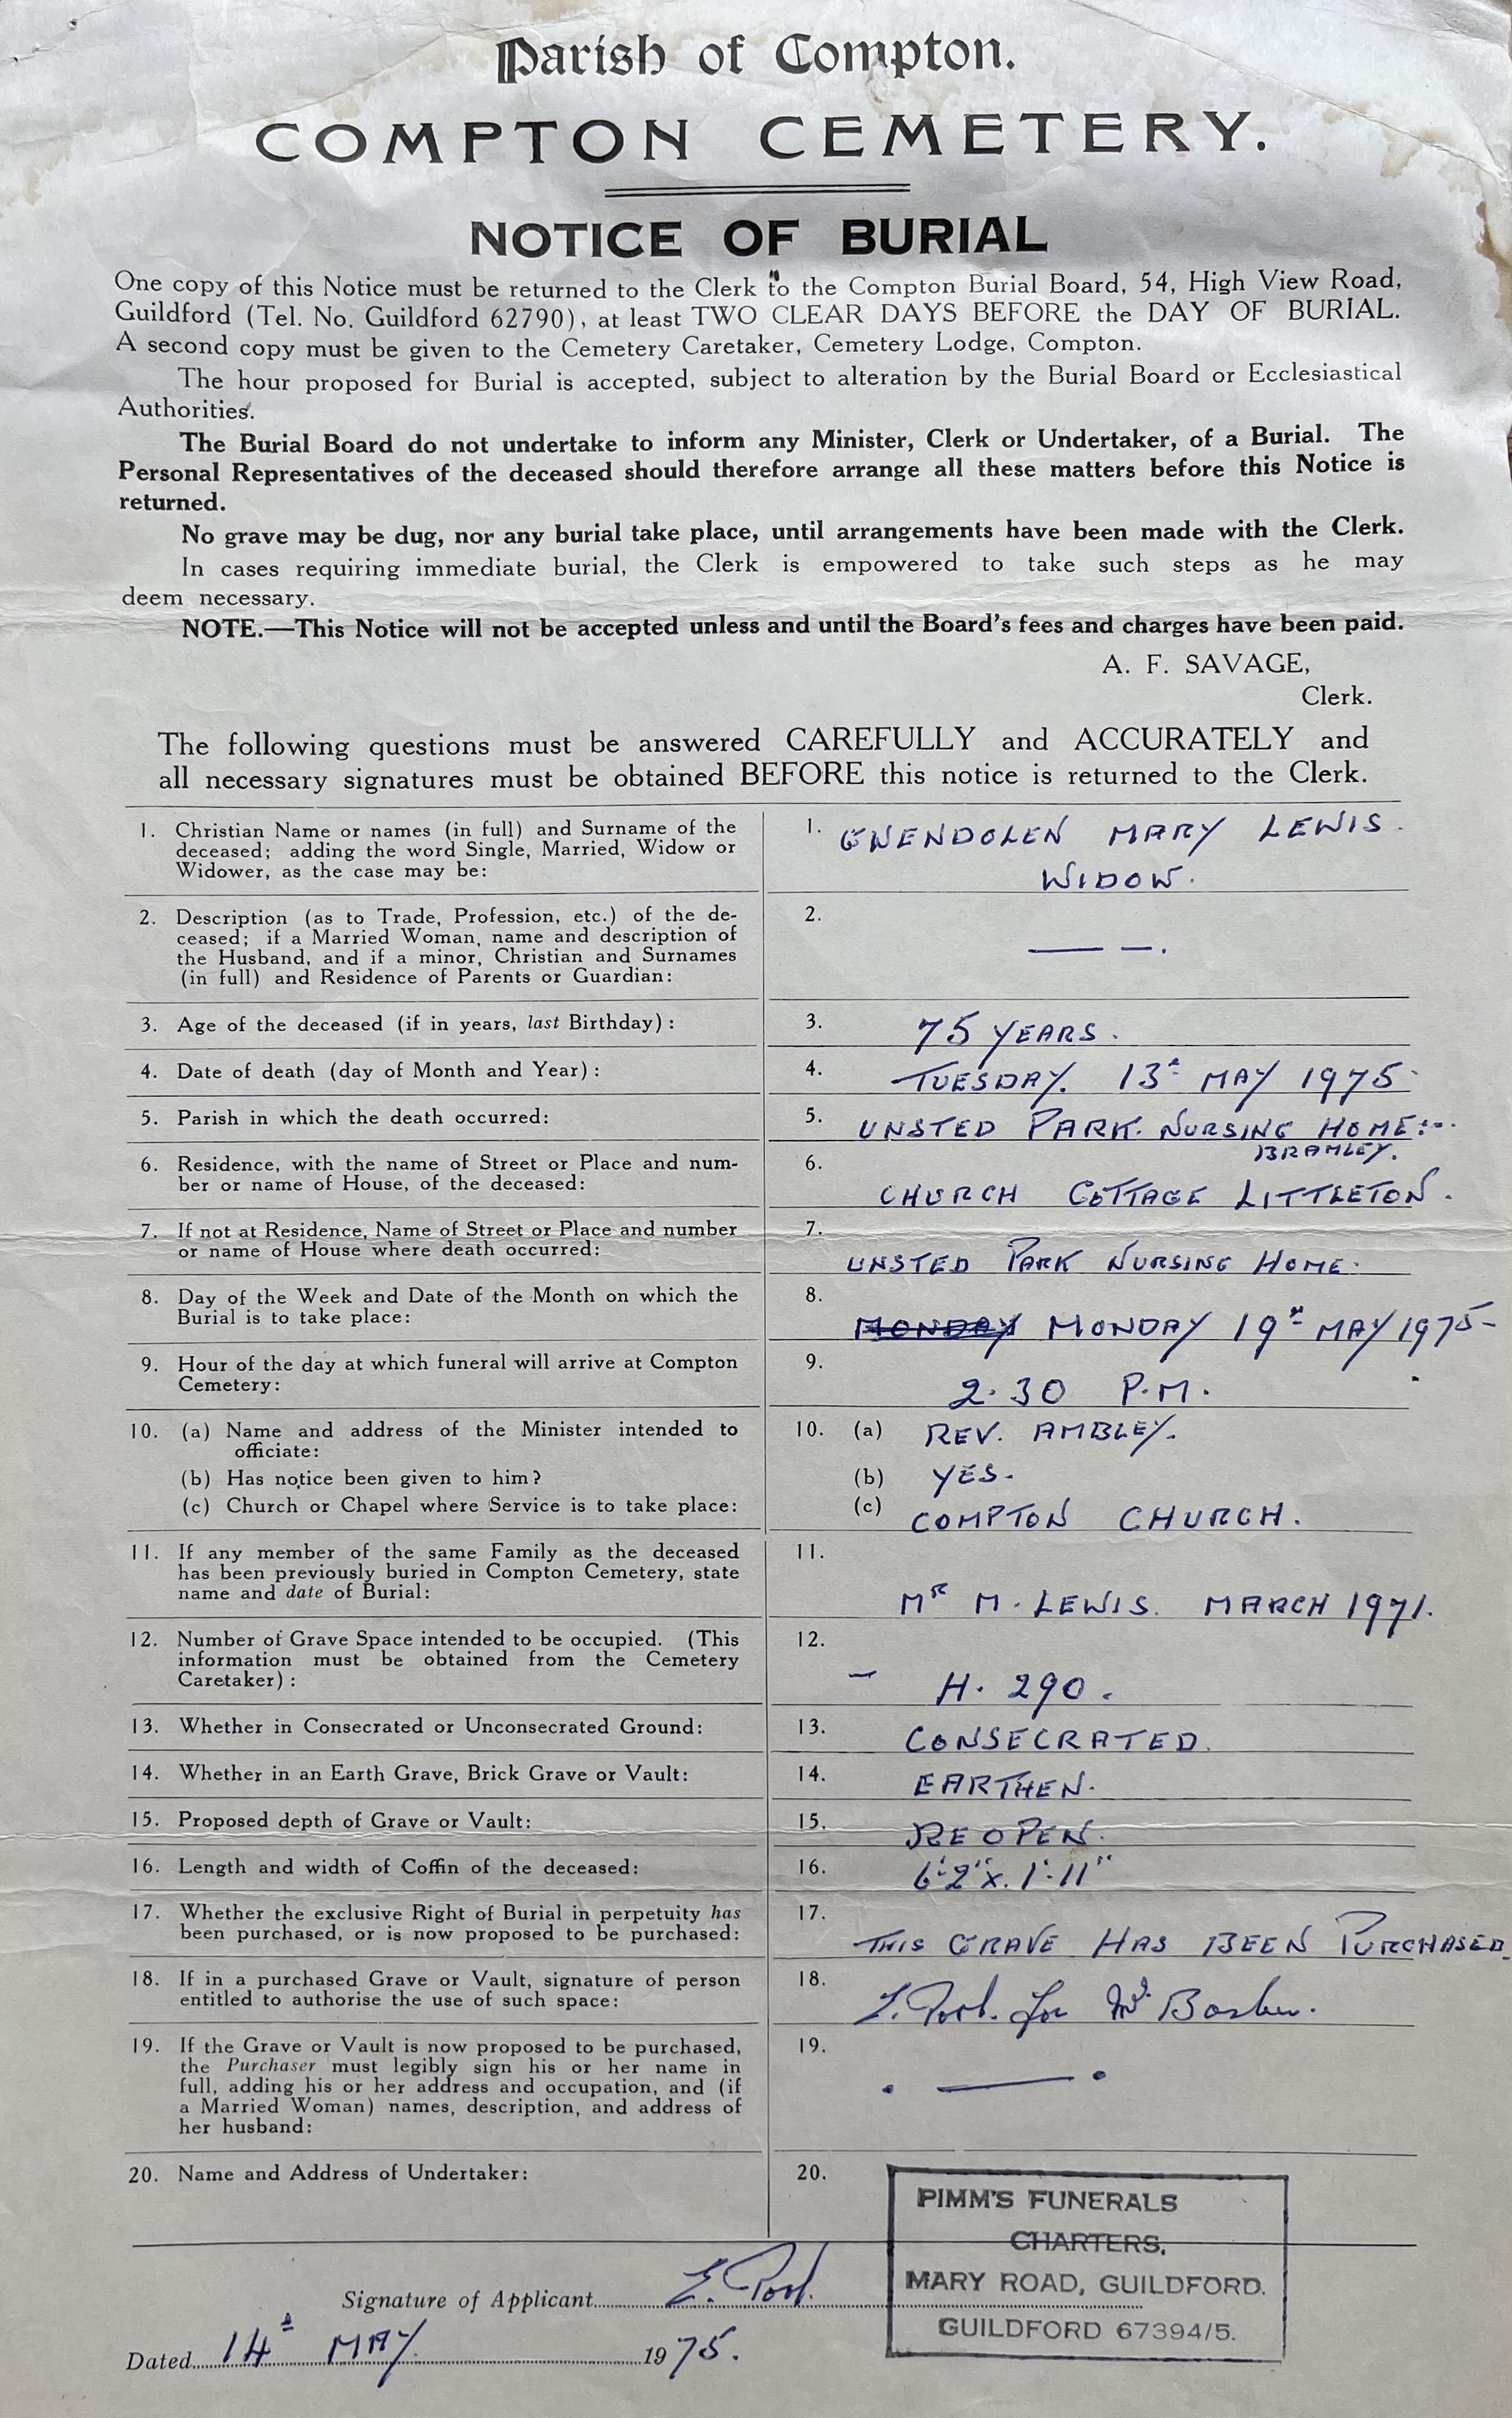 Parish of Compton.
COMPTON CEMETERY.
NOTICE OF BURIAL
One copy of this Notice must be returned to the Clerk to the Compton Burial Board, 54, High View Road,
Guildford (Tel. No. Guildford 62790), at least TWO CLEAR DAYS BEFORE the DAY OF BURIAL.
A second copy must be given to the Cemetery Caretaker, Cemetery Lodge, Compton.
The hour proposed for Burial is accepted, subject to alteration by the Burial Board or Ecclesiastical
Authorities.
The Burial Board do not undertake to inform any Minister, Clerk or Undertaker, of a Burial. The
Personal Representatives of the deceased should therefore arrange all these matters before this Notice is
returned.
No grave may be dug, nor any burial take place, until arrangements have been made with the Clerk.
In cases requiring immediate burial, the Clerk is empowered to take such steps as he may
deem necessary.
NOTE.—This Notice will not be accepted unless and until the Board's fees and charges have been paid.
A. F. SAVAGE,
Clerk.
The following questions must be answered CAREFULLY and ACCURATELY and
all necessary signatures must be obtained BEFORE this notice is returned to the Clerk.
1. Christian Name or names (in full) and Surname of the
deceased; adding the word Single, Married, Widow or
Widower, as the case may be:
1. GWENDOLEN MARY LEWIS.
WIDOW.
2. Description (as to Trade, Profession, etc.) of the de-
ceased; if a Married Woman, name and description of
the Husband, and if a minor, Christian and Surnames
(in full) and Residence of Parents or Guardian:
2. — –.
3. Age of the deceased (if in years, last Birthday):
3. 75 YEARS.
4. Date of death (day of Month and Year):
4. TUESDAY. 13th MAY 1975.
5. Parish in which the death occurred:
5. UNSTED PARK. NURSING HOME:-.
BRAMLEY.
6. Residence, with the name of Street or Place and num-
ber or name of House, of the deceased:
6. CHURCH COTTAGE LITTLETON.
7. If not at Residence, Name of Street or Place and number
or name of House where death occurred:
7. UNSTED PARK NURSING HOME.
8. Day of the Week and Date of the Month on which the
Burial is to take place:
8. MONDAY MONDAY 19th MAY 1975-
9. Hour of the day at which funeral will arrive at Compton
Cemetery:
9. 2.30 P.M.
10. (a) Name and address of the Minister intended to
officiate:
(b) Has notice been given to him?
(c) Church or Chapel where Service is to take place:
10. (a) REV. AMBLEY.
(b) YES.
(c) COMPTON CHURCH.
11. If any member of the same Family as the deceased
has been previously buried in Compton Cemetery, state
name and date of Burial:
11. MR M. LEWIS. MARCH 1971.
12. Number of Grave Space intended to be occupied. (This
information must be obtained from the Cemetery
Caretaker):
12. – H. 290.
13. Whether in Consecrated or Unconsecrated Ground:
13. CONSECRATED.
14. Whether in an Earth Grave, Brick Grave or Vault:
14. EARTHEN.
15. Proposed depth of Grave or Vault:
15. REOPEN.
16. Length and width of Coffin of the deceased:
16. 6'.2" x. 1'.11"
17. Whether the exclusive Right of Burial in perpetuity has
been purchased, or is now proposed to be purchased:
17. THIS GRAVE HAS BEEN PURCHASED.
18. If in a purchased Grave or Vault, signature of person
entitled to authorise the use of such space:
18. for
19. If the Grave or Vault is now proposed to be purchased,
the Purchaser must legibly sign his or her name in
full, adding his or her address and occupation, and (if
a Married Woman) names, description, and address of
her husband:
19. . — .
20. Name and Address of Undertaker:
20.
PIMM'S FUNERALS
CHARTERS,
MARY ROAD, GUILDFORD.
GUILDFORD 67394/5.
Signature of Applicant
Dated 14th MAY. 1975.